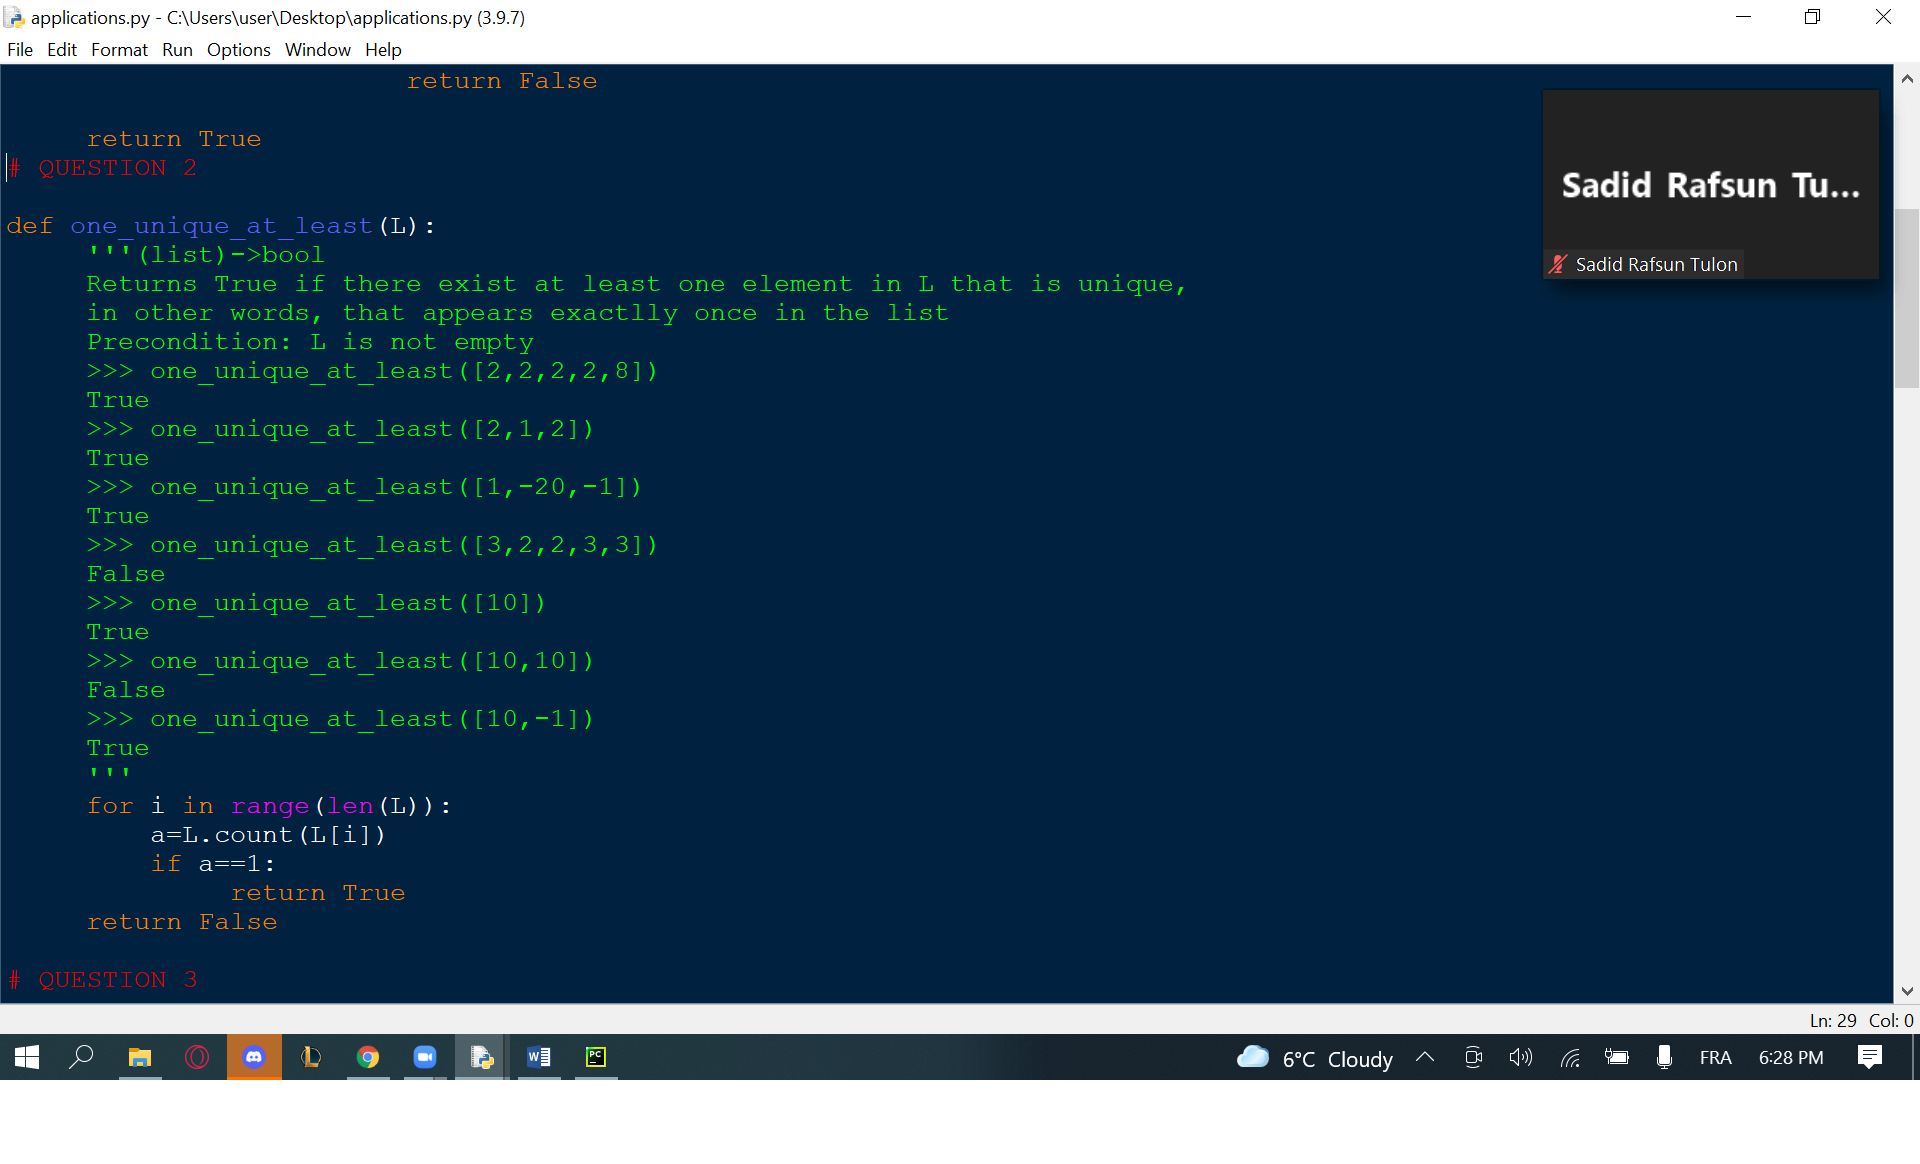 applications.py - C:\Users\user\Desktop\applications.py (3.9.7)
File Edit Format Run Options Window Help
return False
return True
# QUESTION 2
def one_unique_at_least(L):
'''(list)->bool
Returns True if there exist at least one element in L that is unique,
in other words, that appears exactlly once in the list
Precondition: L is not empty
>>> one_unique_at_least([2,2,2,2,8])
True
>>> one_unique_at_least([2,1,2])
True
>>> one_unique_at_least([1,-20,-1])
True
>>> one_unique_at_least([3,2,2,3,3])
False
>>> one_unique_at_least([10])
True
>>> one_unique_at_least([10,10])
False
>>> one_unique_at_least([10,-1])
True
'''
for i in range(len(L)):
a=L.count(L[i])
if a==1:
return True
return False
# QUESTION 3
Sadid Rafsun Tu...
Sadid Rafsun Tulon
Ln: 29 Col: 0
W
PC
6°C Cloudy
FRA
6:28 PM